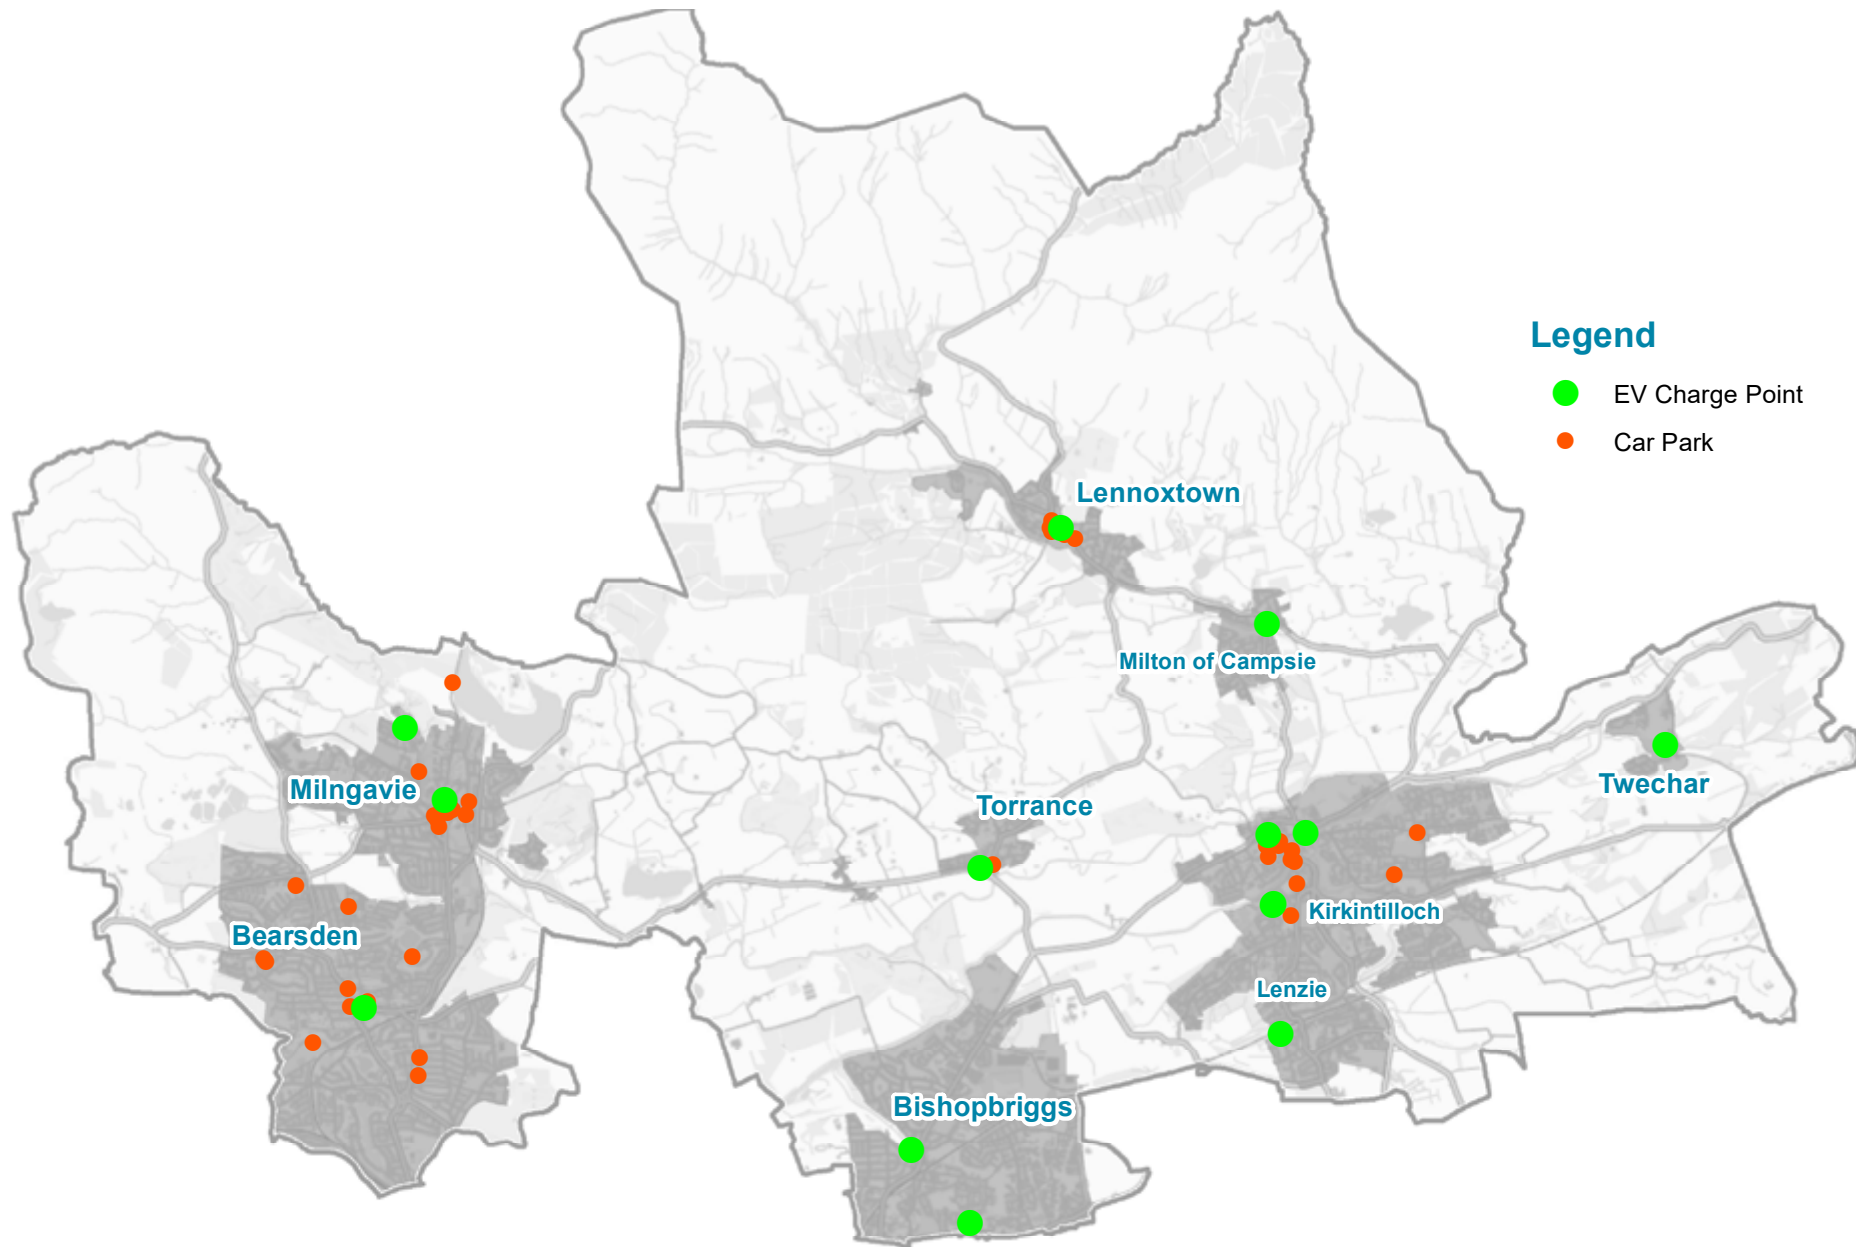 Legend
EV Charge Point
Car Park
Lennoxtown
Milton of Campsie
Milngavie
Torrance
Twechar
Kirkintilloch
Bearsden
Lenzie
Bishopbriggs